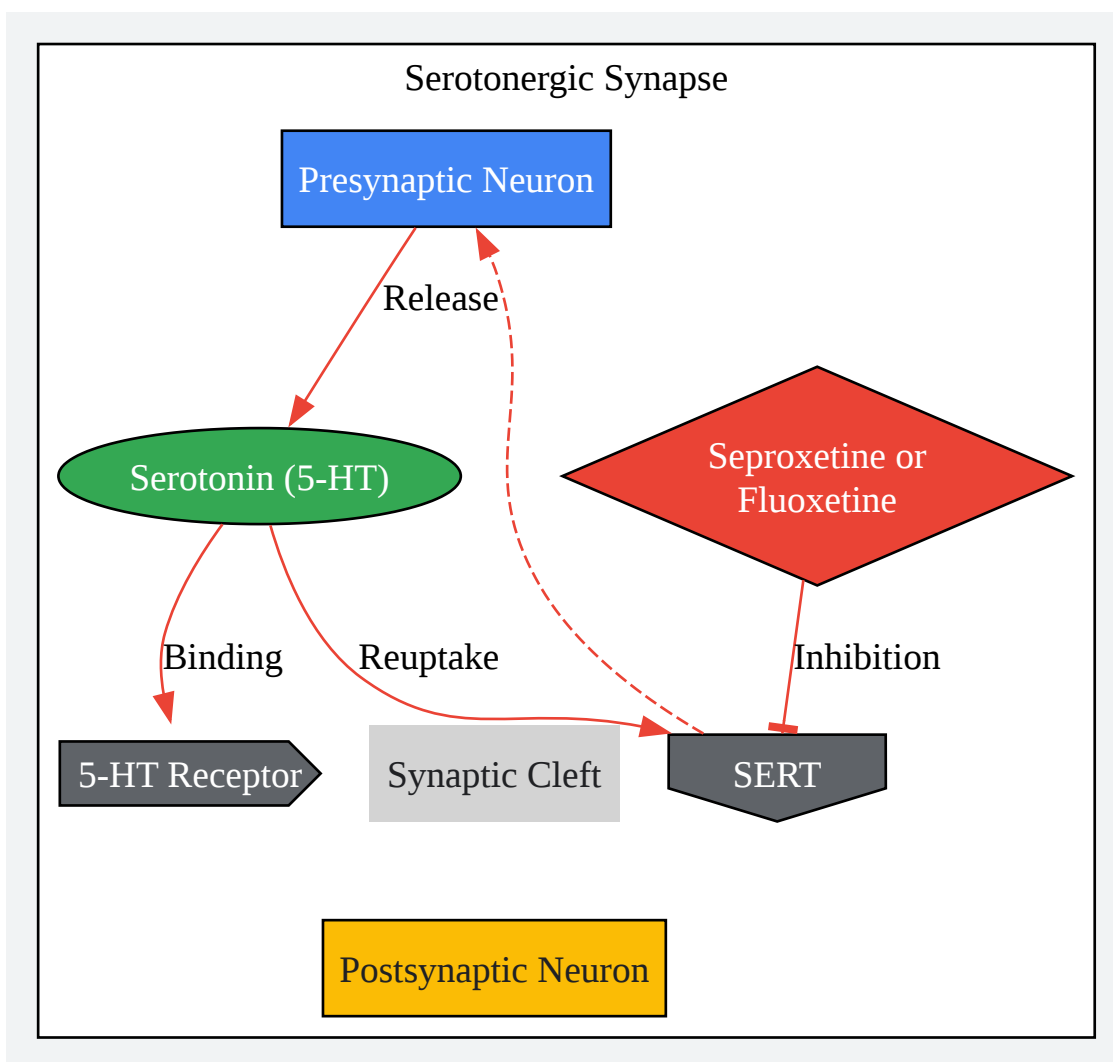 Serotonergic Synapse
Presynaptic Neuron
Release
Serotonin (5-HT)
Seproxetine or
Fluoxetine
Binding
Reuptake
Inhibition
5-HT Receptor
Synaptic Cleft
SERT
Postsynaptic Neuron